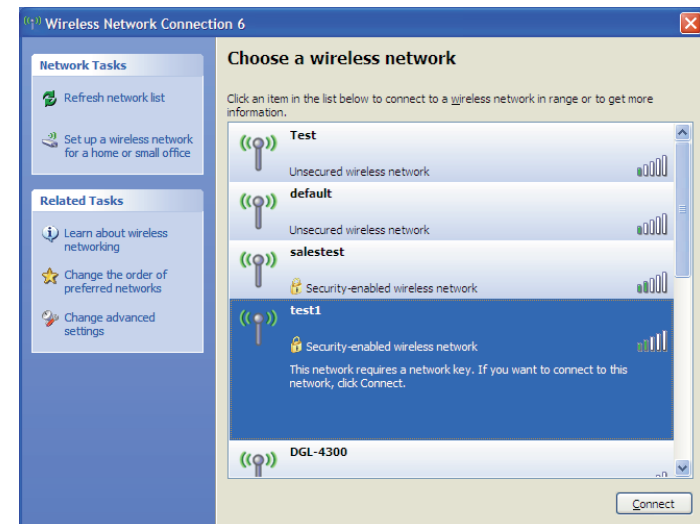 Wireless Network Connection 6
Network Tasks
Refresh network list
Set up a wireless network
for a home or small office
Related Tasks
Learn about wireless
networking
Change the order of
preferred networks
Change advanced
settings
Choose a wireless network
Click an item in the list below to connect to a wireless network in range or to get more
information.
Test
Unsecured wireless network
default
Unsecured wireless network
salestest
Security-enabled wireless network
test1
Security-enabled wireless network
This network requires a network key. If you want to connect to this
network, click Connect.
DGL-4300
Connect